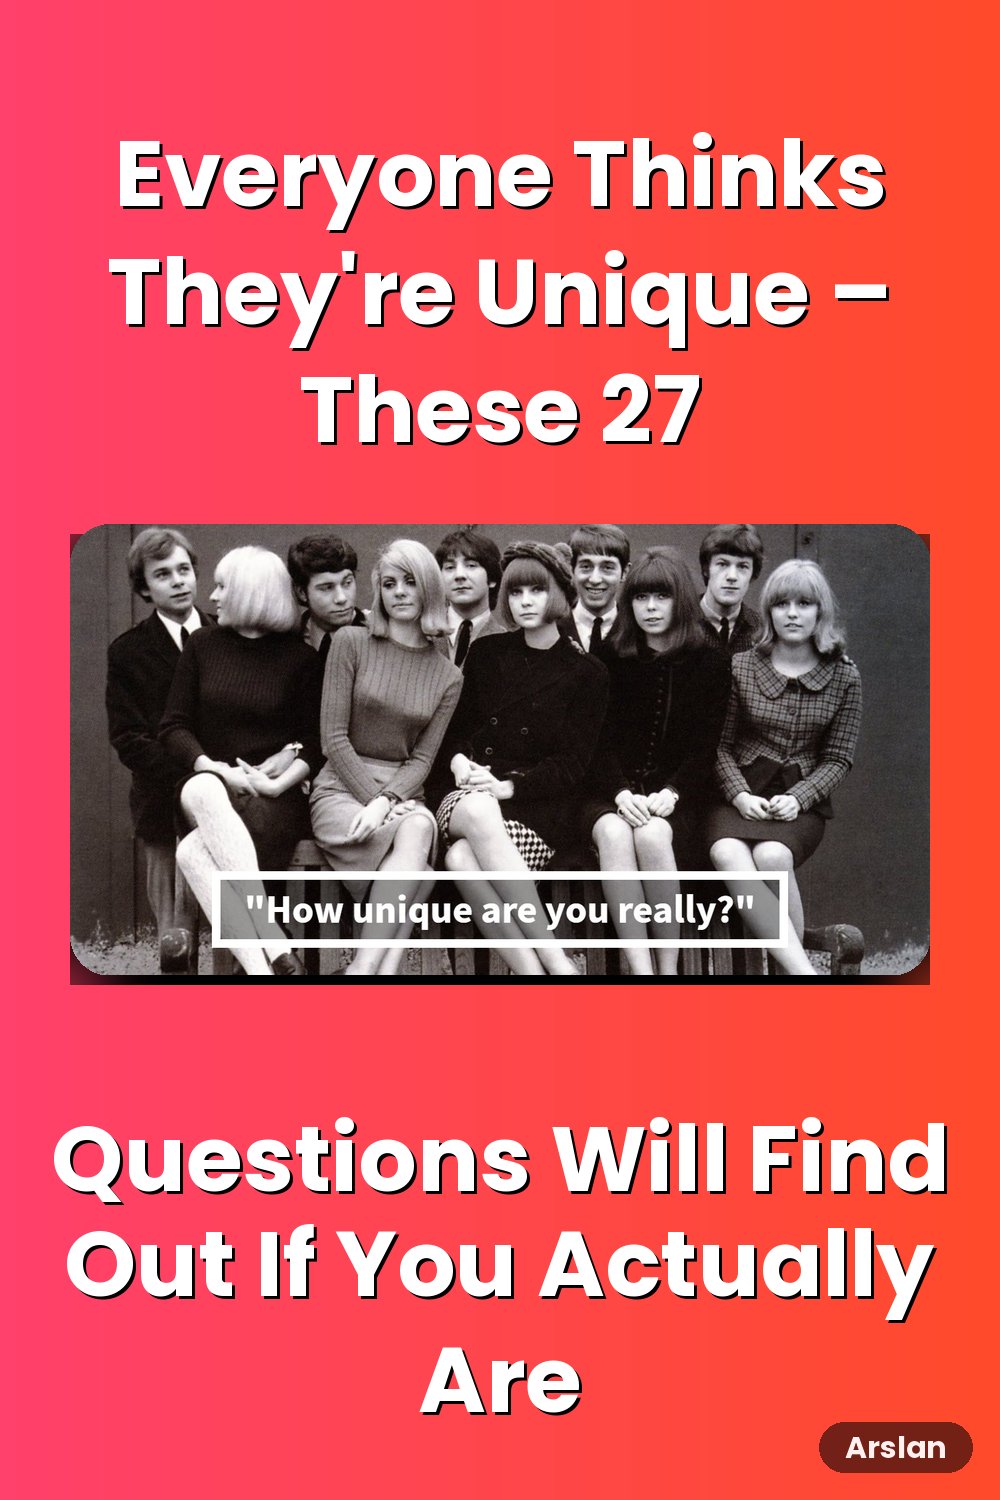 Everyone Thinks
They're Unique –
These 27
"How unique are you really?"
Questions Will Find
Out If You Actually
Are
Arslan